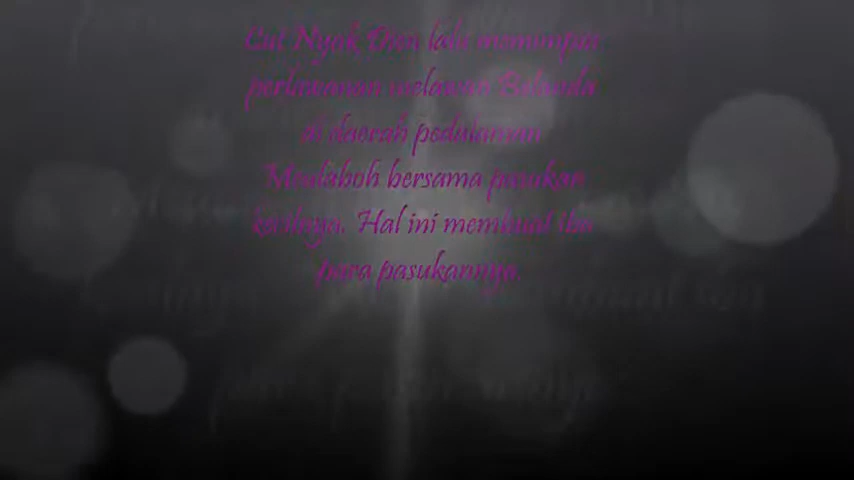 Cut Nyak Dien lalu memimpin
perlawanan melawan Belanda
di daerah pedalaman
Meulaboh bersama pasukan
kecilnya. Hal ini membuat iba
para pasukannya